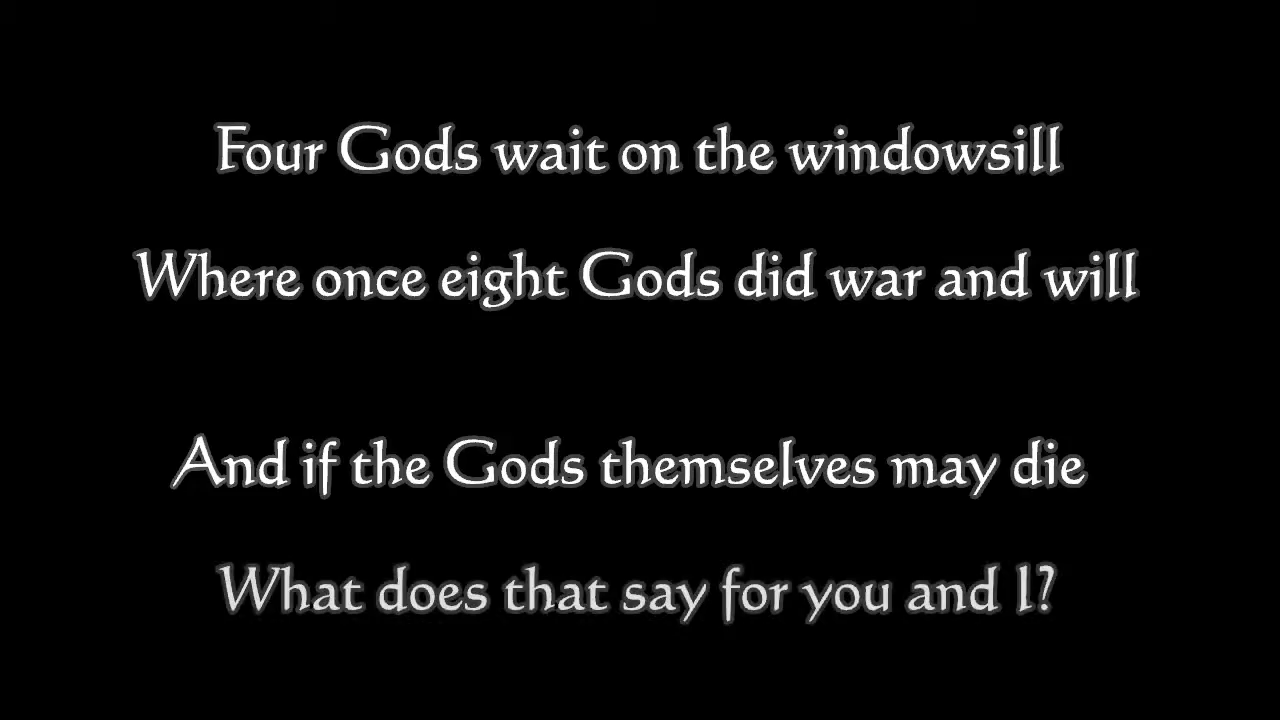 Four Gods wait on the windowsill
Where once eight Gods did war and will
And if the Gods themselves may die
What does that say for you and I?